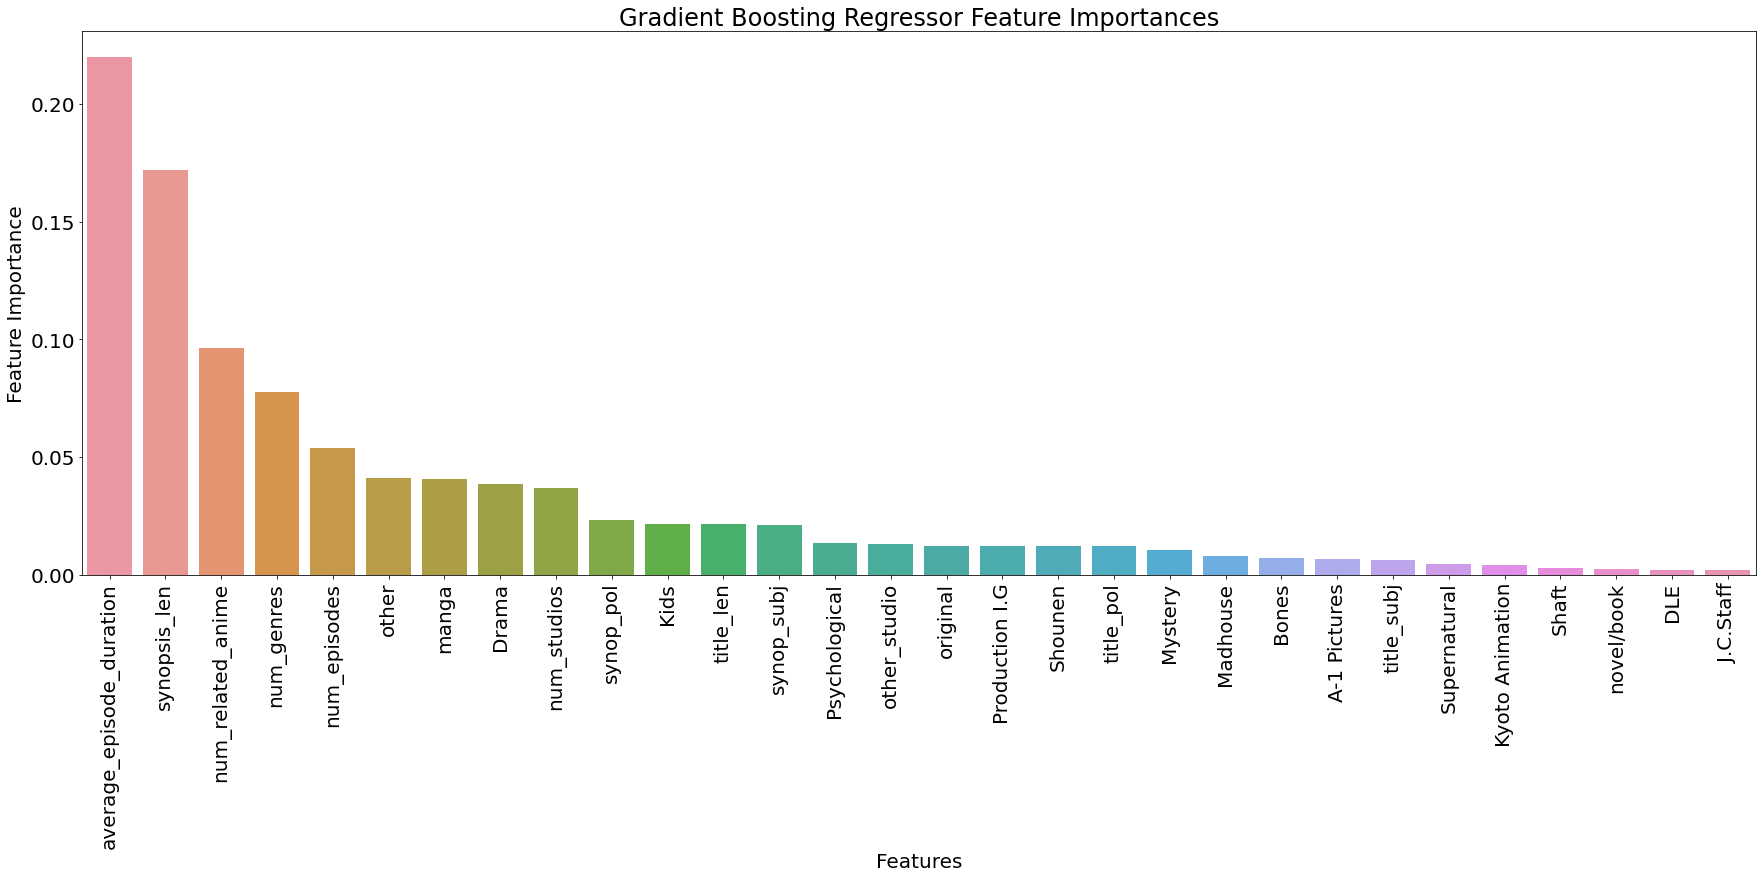 Gradient Boosting Regressor Feature Importances
Feature Importance
0.20
0.15
0.10
0.05
0.00
average_episode_duration
synopsis_len
num_related_anime
num_genres
num_episodes
other
manga
Drama
num_studios
synop_pol
Kids
title_len
synop_subj
Psychological
other_studio
original
Production I.G
Shounen
title_pol
Mystery
Madhouse
Bones
A-1 Pictures
title_subj
Supernatural
Kyoto Animation
Shaft
novel/book
DLE
J.C.Staff
Features